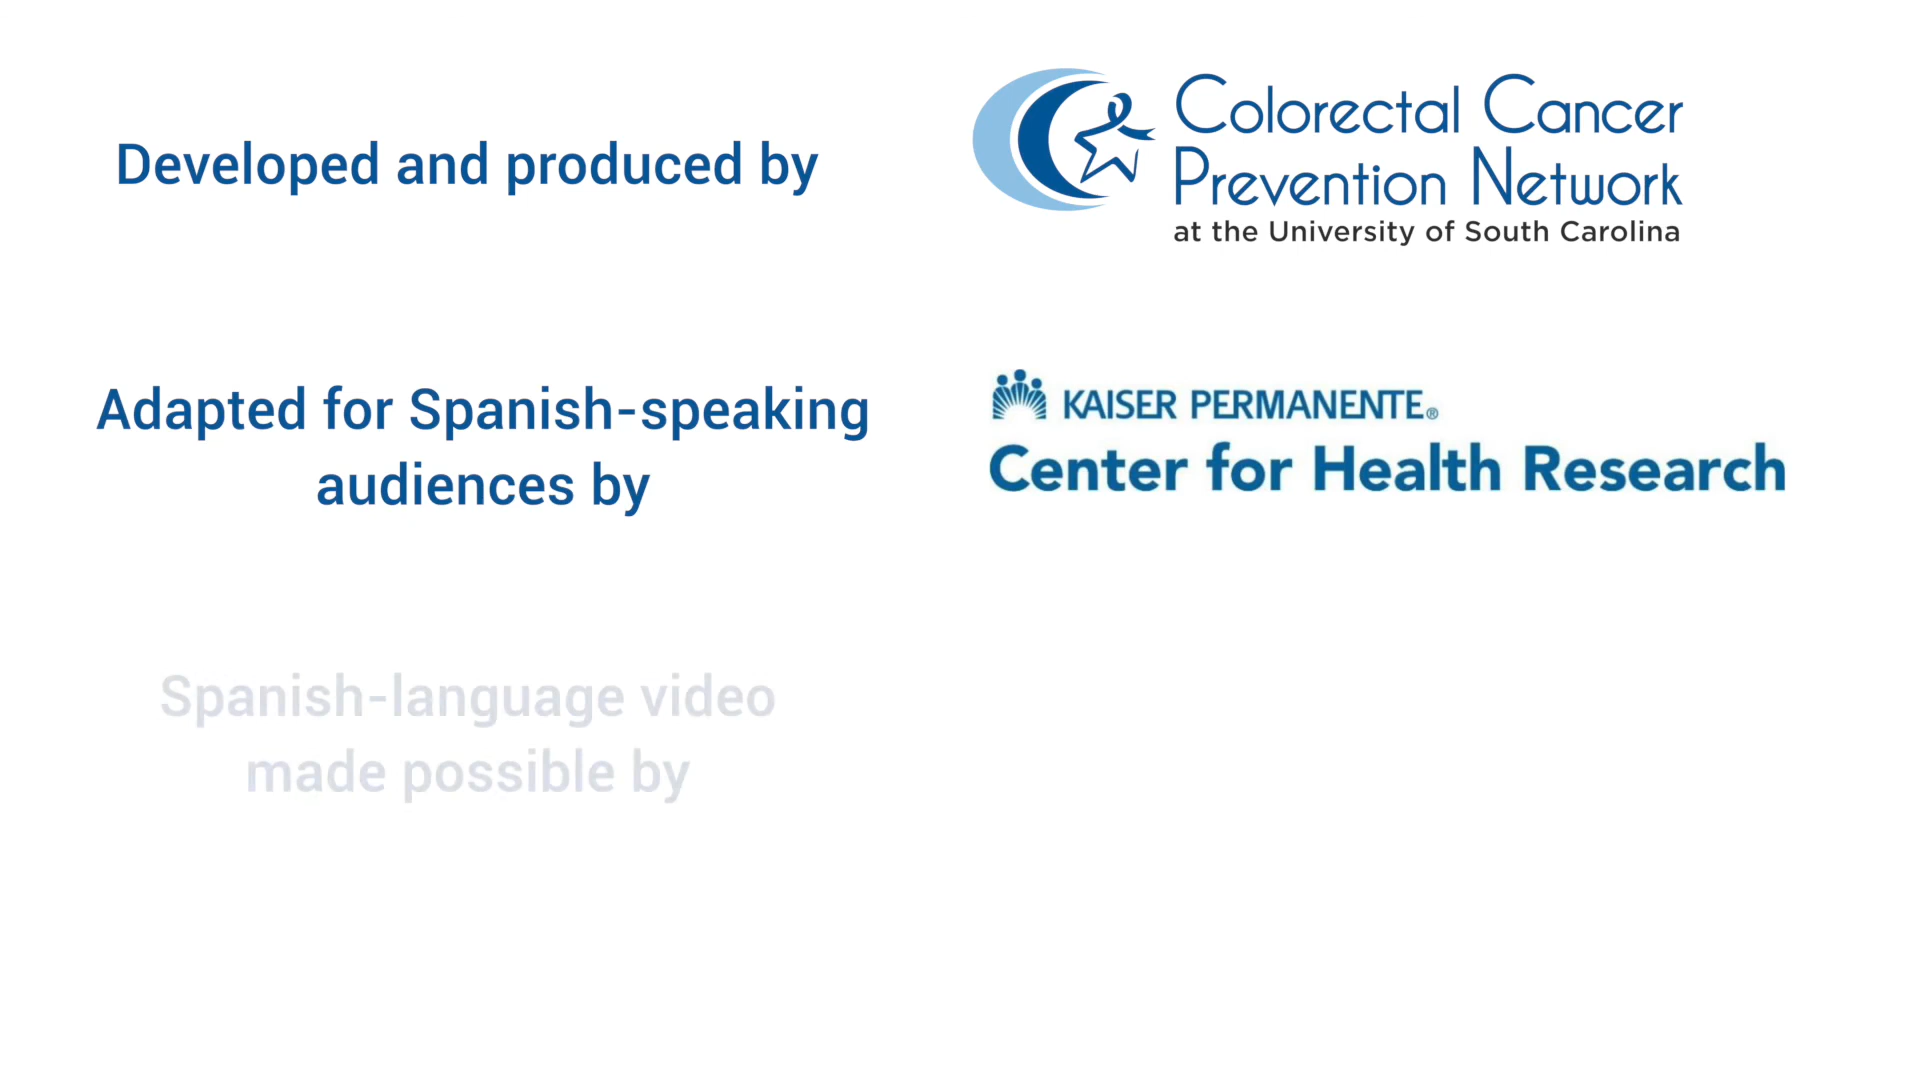 Developed and produced by
Colorectal Cancer
Prevention Network
at the University of South Carolina
Adapted for Spanish-speaking
audiences by
KAISER PERMANENTE®
Center for Health Research
Spanish-language video
made possible by